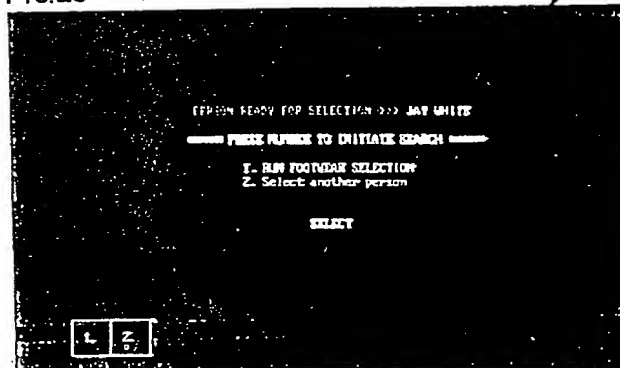 PERSON READY FOR SELECTION >>> JAY WHITE
PRESS NUMBER TO INITIATE SEARCH
1. RUN FOOTWEAR SELECTION
2. Select another person
SELECT
1. 2.